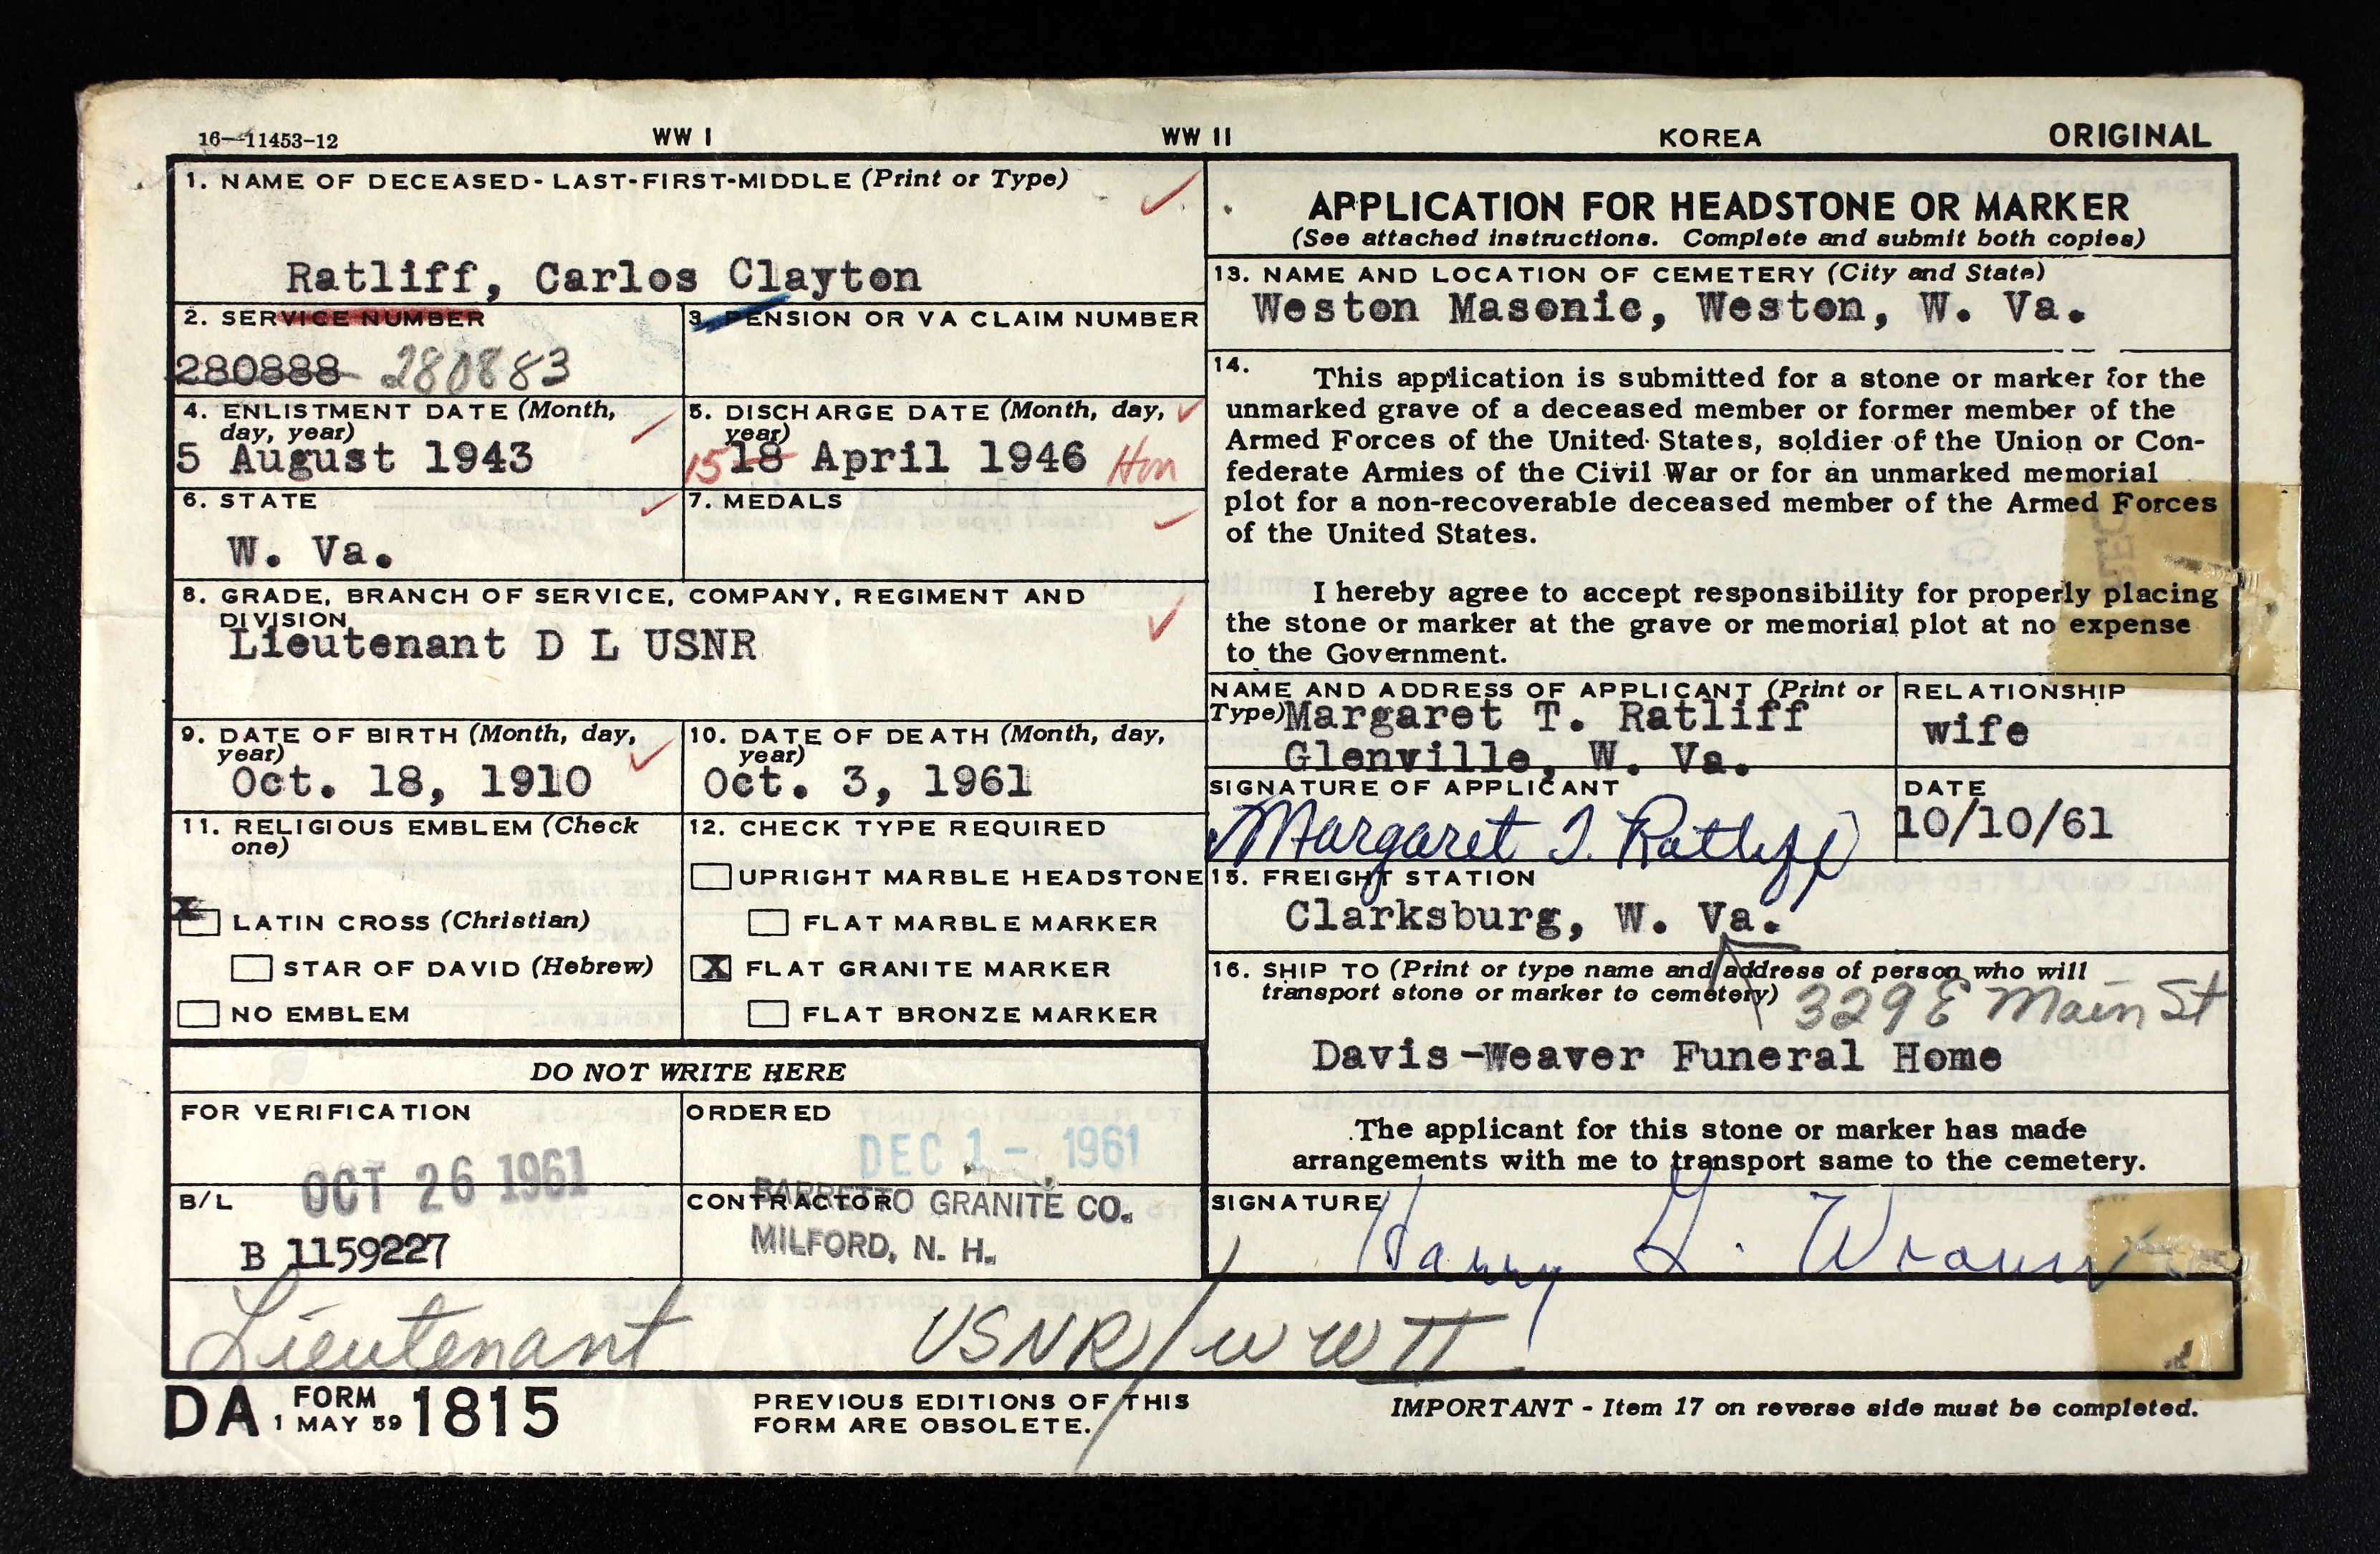 16—11453-12 WW I WW II KOREA ORIGINAL
1. NAME OF DECEASED - LAST-FIRST-MIDDLE (Print or Type)
Ratliff, Carlos Clayton
2. SERVICE NUMBER
280888 280883
3. PENSION OR VA CLAIM NUMBER
4. ENLISTMENT DATE (Month,
day, year)
5 August 1943
5. DISCHARGE DATE (Month, day,
year)
15 18 April 1946 Hon
6. STATE
W. Va.
7. MEDALS
8. GRADE, BRANCH OF SERVICE, COMPANY, REGIMENT AND
DIVISION
Lieutenant D L USNR
9. DATE OF BIRTH (Month, day,
year)
Oct. 18, 1910
10. DATE OF DEATH (Month, day,
year)
Oct. 3, 1961
11. RELIGIOUS EMBLEM (Check
one)
X LATIN CROSS (Christian)
STAR OF DAVID (Hebrew)
NO EMBLEM
12. CHECK TYPE REQUIRED
UPRIGHT MARBLE HEADSTONE
FLAT MARBLE MARKER
X FLAT GRANITE MARKER
FLAT BRONZE MARKER
DO NOT WRITE HERE
FOR VERIFICATION
OCT 26 1961
ORDERED
DEC 1 - 1961
B/L
B 1159227
CONTRACTOR
BARRETTO GRANITE CO.
MILFORD, N. H.
APPLICATION FOR HEADSTONE OR MARKER
(See attached instructions. Complete and submit both copies)
13. NAME AND LOCATION OF CEMETERY (City and State)
Weston Masonic, Weston, W. Va.
14.
This application is submitted for a stone or marker for the
unmarked grave of a deceased member or former member of the
Armed Forces of the United States, soldier of the Union or Con-
federate Armies of the Civil War or for an unmarked memorial
plot for a non-recoverable deceased member of the Armed Forces
of the United States.
I hereby agree to accept responsibility for properly placing
the stone or marker at the grave or memorial plot at no expense
to the Government.
NAME AND ADDRESS OF APPLICANT (Print or
Type) Margaret T. Ratliff
Glenville, W. Va.
RELATIONSHIP
wife
SIGNATURE OF APPLICANT
Margaret T. Ratliff
DATE
10/10/61
15. FREIGHT STATION
Clarksburg, W. Va.
16. SHIP TO (Print or type name and address of person who will
transport stone or marker to cemetery)
329 E Main St
Davis-Weaver Funeral Home
The applicant for this stone or marker has made
arrangements with me to transport same to the cemetery.
SIGNATURE
Harry G. Weaver
Lieutenant USNR / WW II
DA FORM 1815
1 MAY 59
PREVIOUS EDITIONS OF THIS
FORM ARE OBSOLETE.
IMPORTANT - Item 17 on reverse side must be completed.